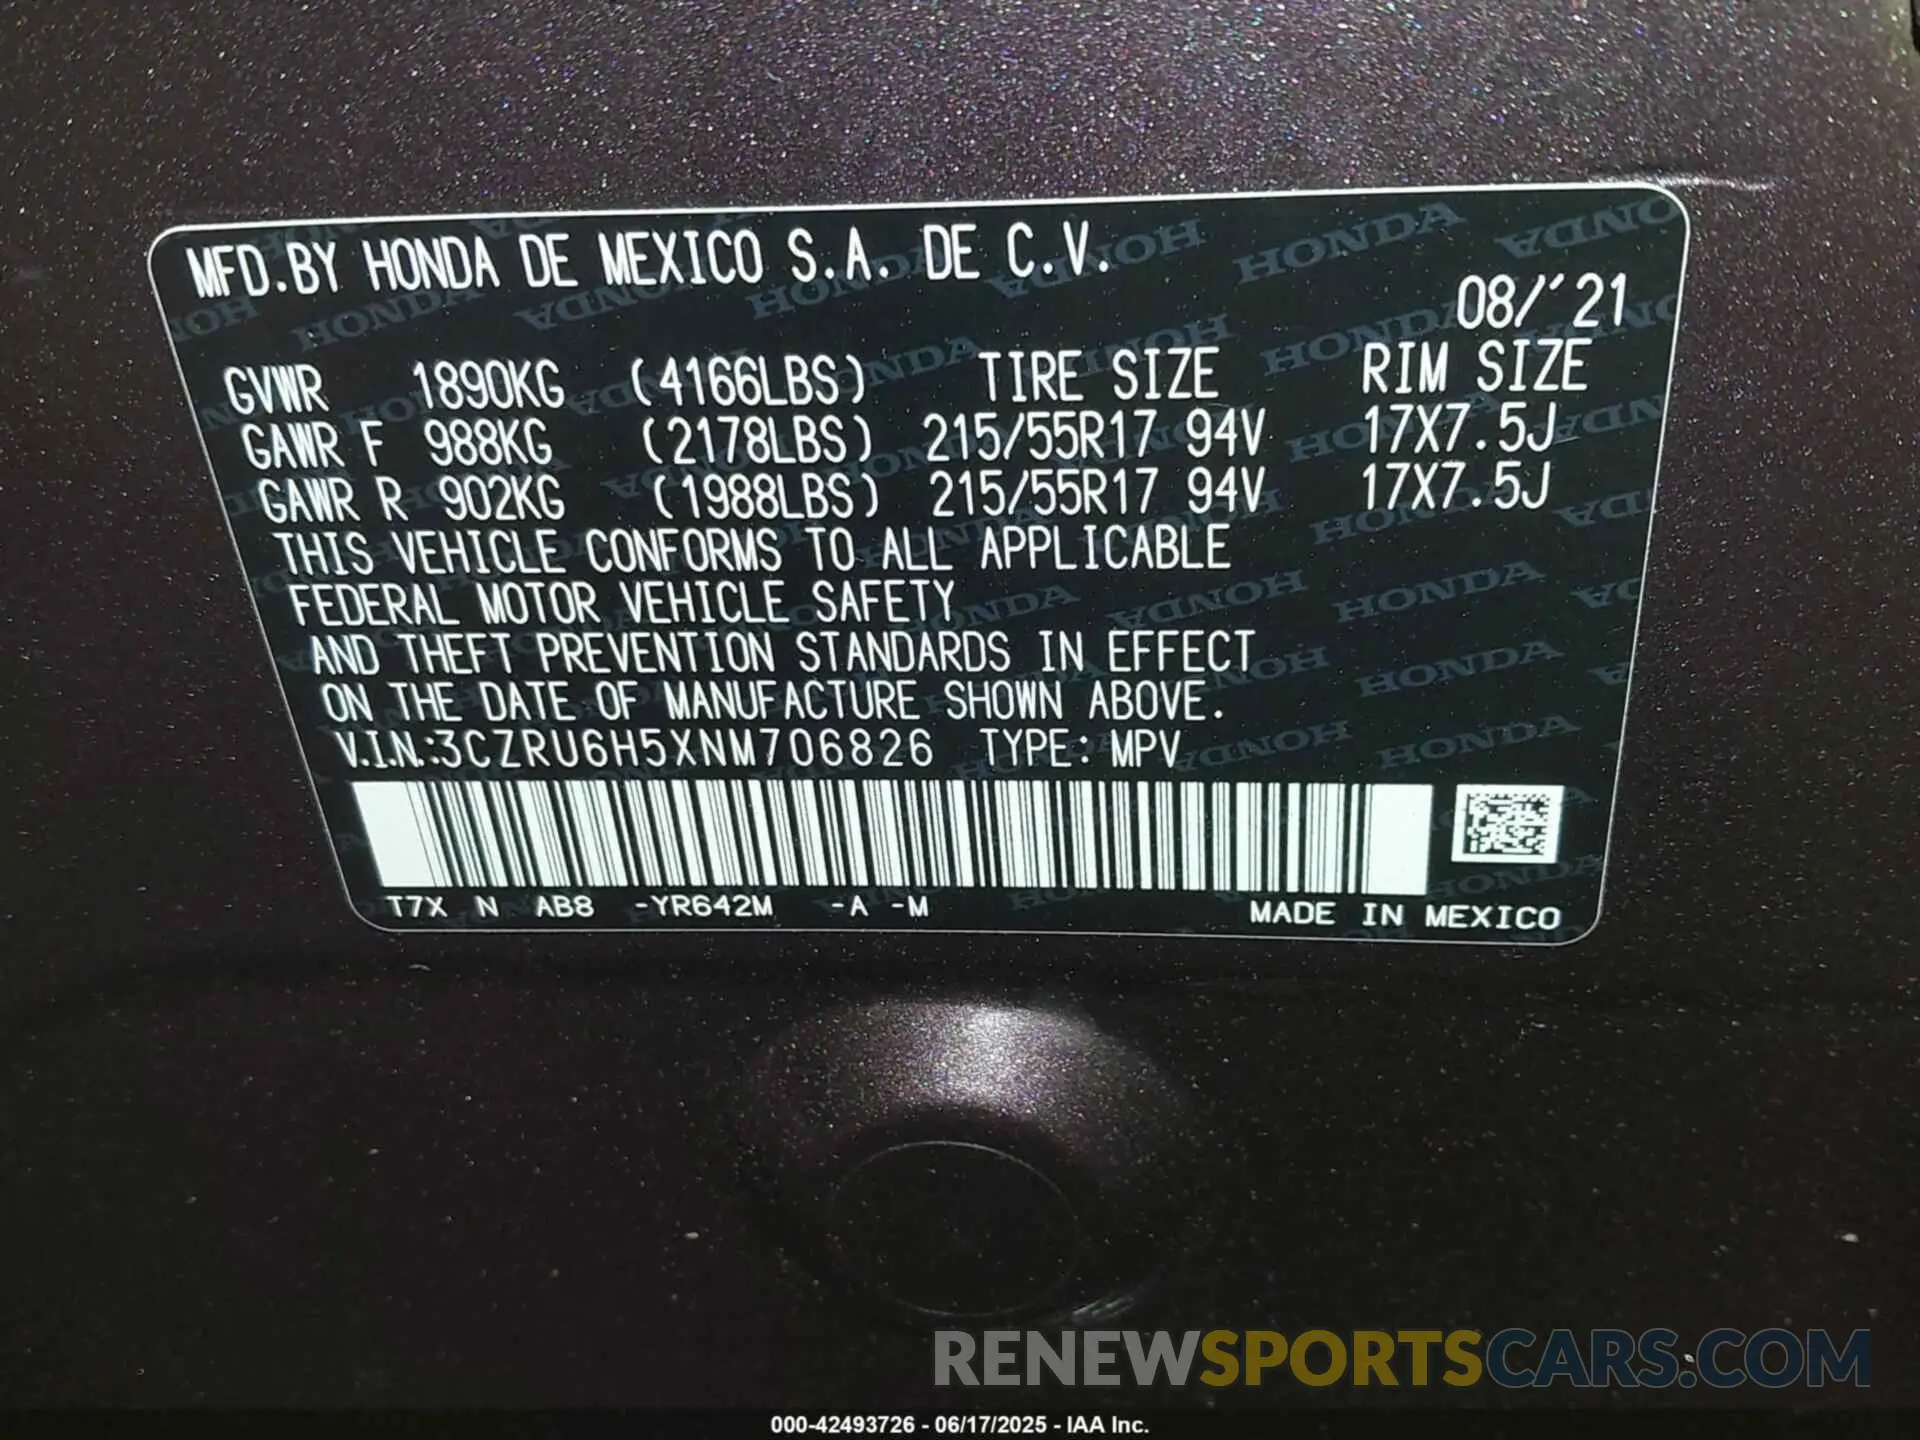 MFD.BY HONDA DE MEXICO S.A. DE C.V.
08/'21
GVWR 1890KG (4166LBS) TIRE SIZE RIM SIZE
GAWR F 988KG (2178LBS) 215/55R17 94V 17X7.5J
GAWR R 902KG (1988LBS) 215/55R17 94V 17X7.5J
THIS VEHICLE CONFORMS TO ALL APPLICABLE
FEDERAL MOTOR VEHICLE SAFETY
AND THEFT PREVENTION STANDARDS IN EFFECT
ON THE DATE OF MANUFACTURE SHOWN ABOVE.
V.I.N.:3CZRU6H5XNM706826 TYPE: MPV
T7X N AB8 -YR642M -A -M MADE IN MEXICO
RENEWSPORTSCARS.COM
000-42493726 - 06/17/2025 - IAA Inc.